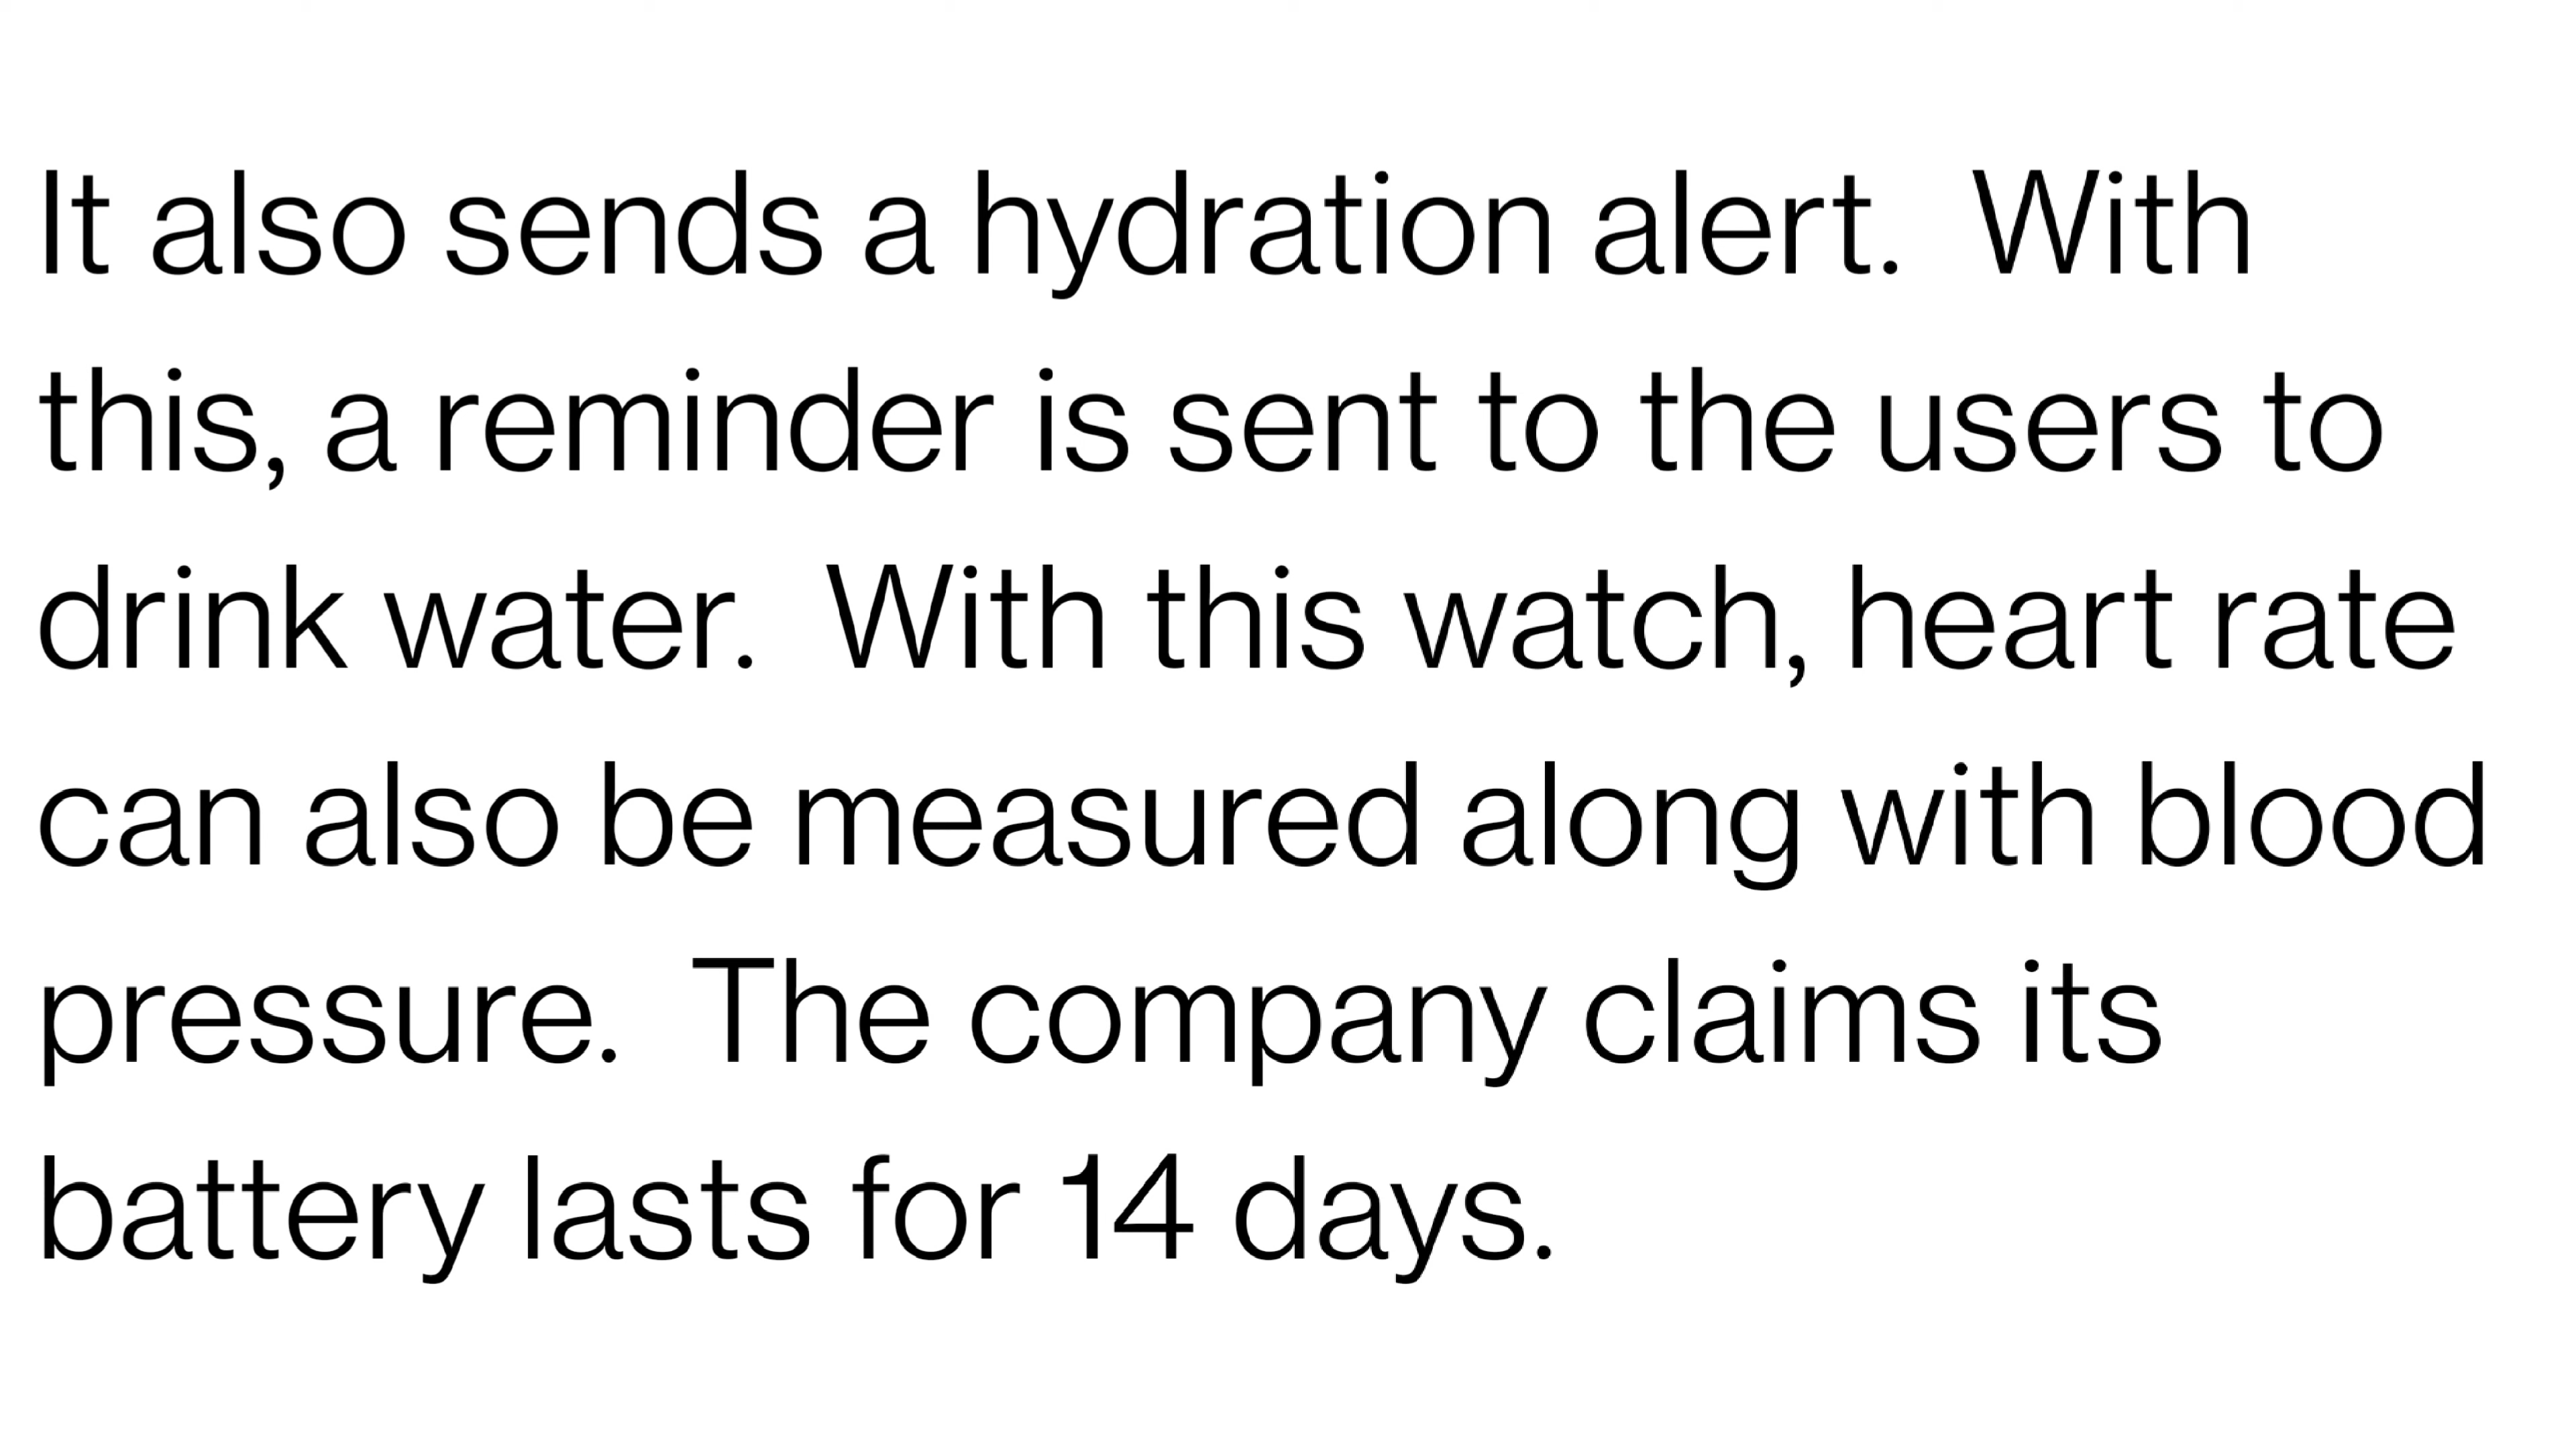 It also sends a hydration alert.  With
this, a reminder is sent to the users to
drink water.  With this watch, heart rate
can also be measured along with blood
pressure.  The company claims its
battery lasts for 14 days.